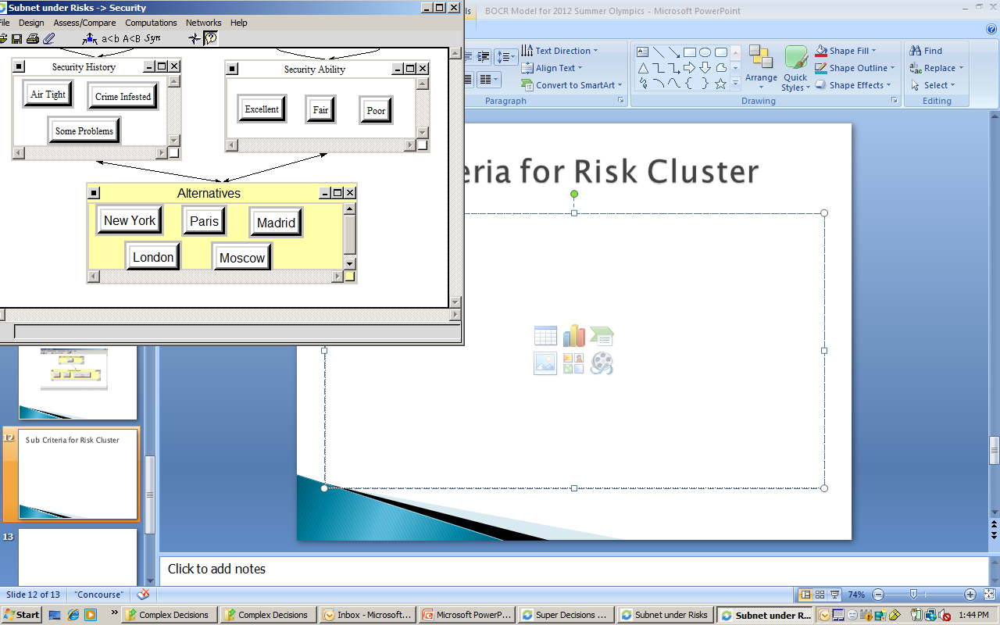 Subnet under Risks -> Security
File Design Assess/Compare Computations Networks Help
a<b A<B Syn
Security History
Air Tight
Crime Infested
Some Problems
Security Ability
Excellent
Fair
Poor
Alternatives
New York
Paris
Madrid
London
Moscow
BOCR Model for 2012 Summer Olympics - Microsoft PowerPoint
Text Direction
Align Text
Convert to SmartArt
Paragraph
Arrange
Quick
Styles
Shape Fill
Shape Outline
Shape Effects
Drawing
Find
Replace
Select
Editing
eria for Risk Cluster
12
Sub Criteria for Risk Cluster
13
Click to add notes
Slide 12 of 13
"Concourse"
74%
Start
»
Complex Decisions
Complex Decisions
Inbox - Microsoft...
Microsoft PowerP...
Super Decisions ...
Subnet under Risks
Subnet under R...
«
1:44 PM